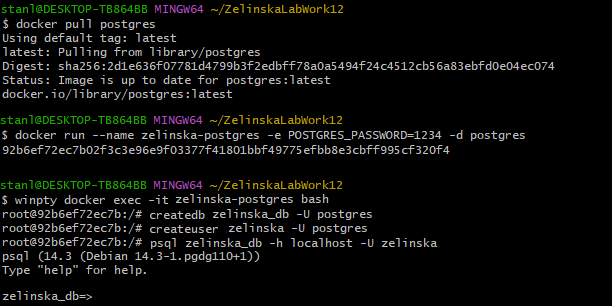 stanl@DESKTOP-TB864BB MINGW64 ~/ZelinskaLabWork12
$ docker pull postgres
Using default tag: latest
latest: Pulling from library/postgres
Digest: sha256:2d1e636f07781d4799b3f2edbff78a0a5494f24c4512cb56a83ebfd0e04ec074
Status: Image is up to date for postgres:latest
docker.io/library/postgres:latest
stanl@DESKTOP-TB864BB MINGW64 ~/ZelinskaLabWork12
$ docker run --name zelinska-postgres -e POSTGRES_PASSWORD=1234 -d postgres
92b6ef72ec7b02f3c3e96e9f03377f41801bbf49775efbb8e3cbff995cf320f4
stanl@DESKTOP-TB864BB MINGW64 ~/ZelinskaLabWork12
$ winpty docker exec -it zelinska-postgres bash
root@92b6ef72ec7b:/# createdb zelinska_db -U postgres
root@92b6ef72ec7b:/# createuser zelinska -U postgres
root@92b6ef72ec7b:/# psql zelinska_db -h localhost -U zelinska
psql (14.3 (Debian 14.3-1.pgdg110+1))
Type "help" for help.
zelinska_db=>